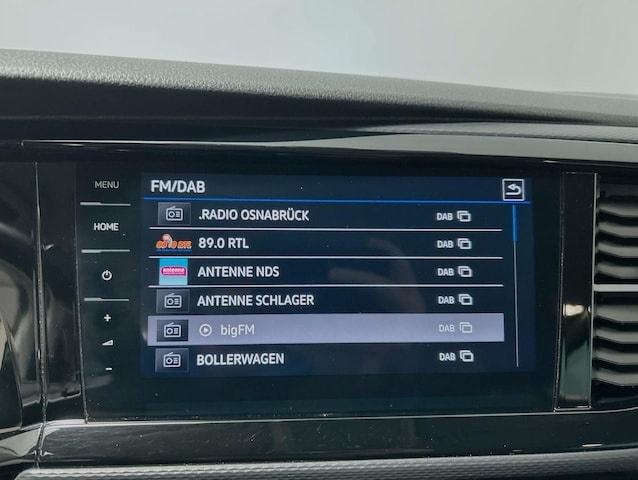 MENU
FM/DAB
.RADIO OSNABRÜCK DAB
HOME
89.0 RTL DAB
antenne
ANTENNE NDS DAB
ANTENNE SCHLAGER DAB
+
bigFM DAB
BOLLERWAGEN DAB
-